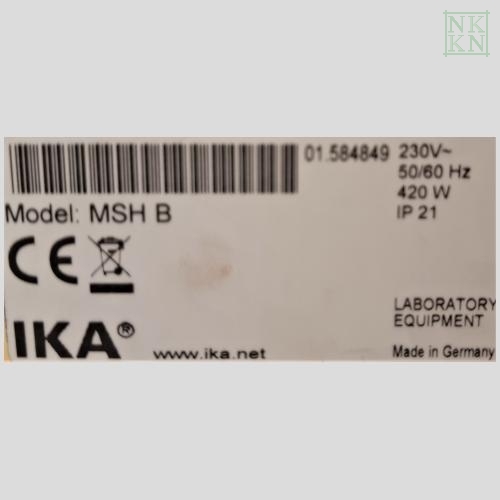 NK
KN
01.584849
230V~
50/60 Hz
420 W
IP 21
Model: MSH B
CE
IKA®
www.ika.net
LABORATORY
EQUIPMENT
Made in Germany